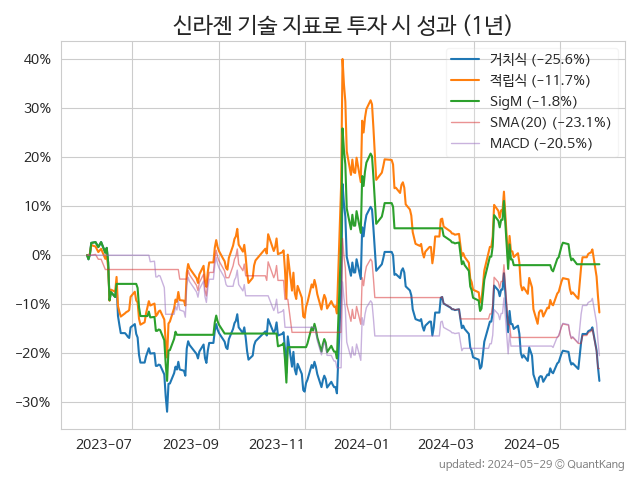 신라젠 기술 지표로 투자 시 성과 (1년)
40%
30%
20%
10%
0%
−10%
−20%
−30%
거치식 (−25.6%)
적립식 (−11.7%)
SigM (−1.8%)
SMA(20) (−23.1%)
MACD (−20.5%)
2023−07
2023−09
2023−11
2024−01
2024−03
2024−05
updated: 2024-05-29 © QuantKang